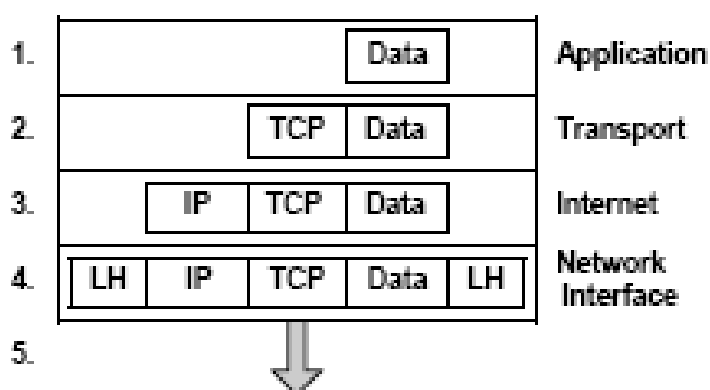 1. Data Application
2. TCP Data Transport
3. IP TCP Data Internet
4. LH IP TCP Data LH Network Interface
5.